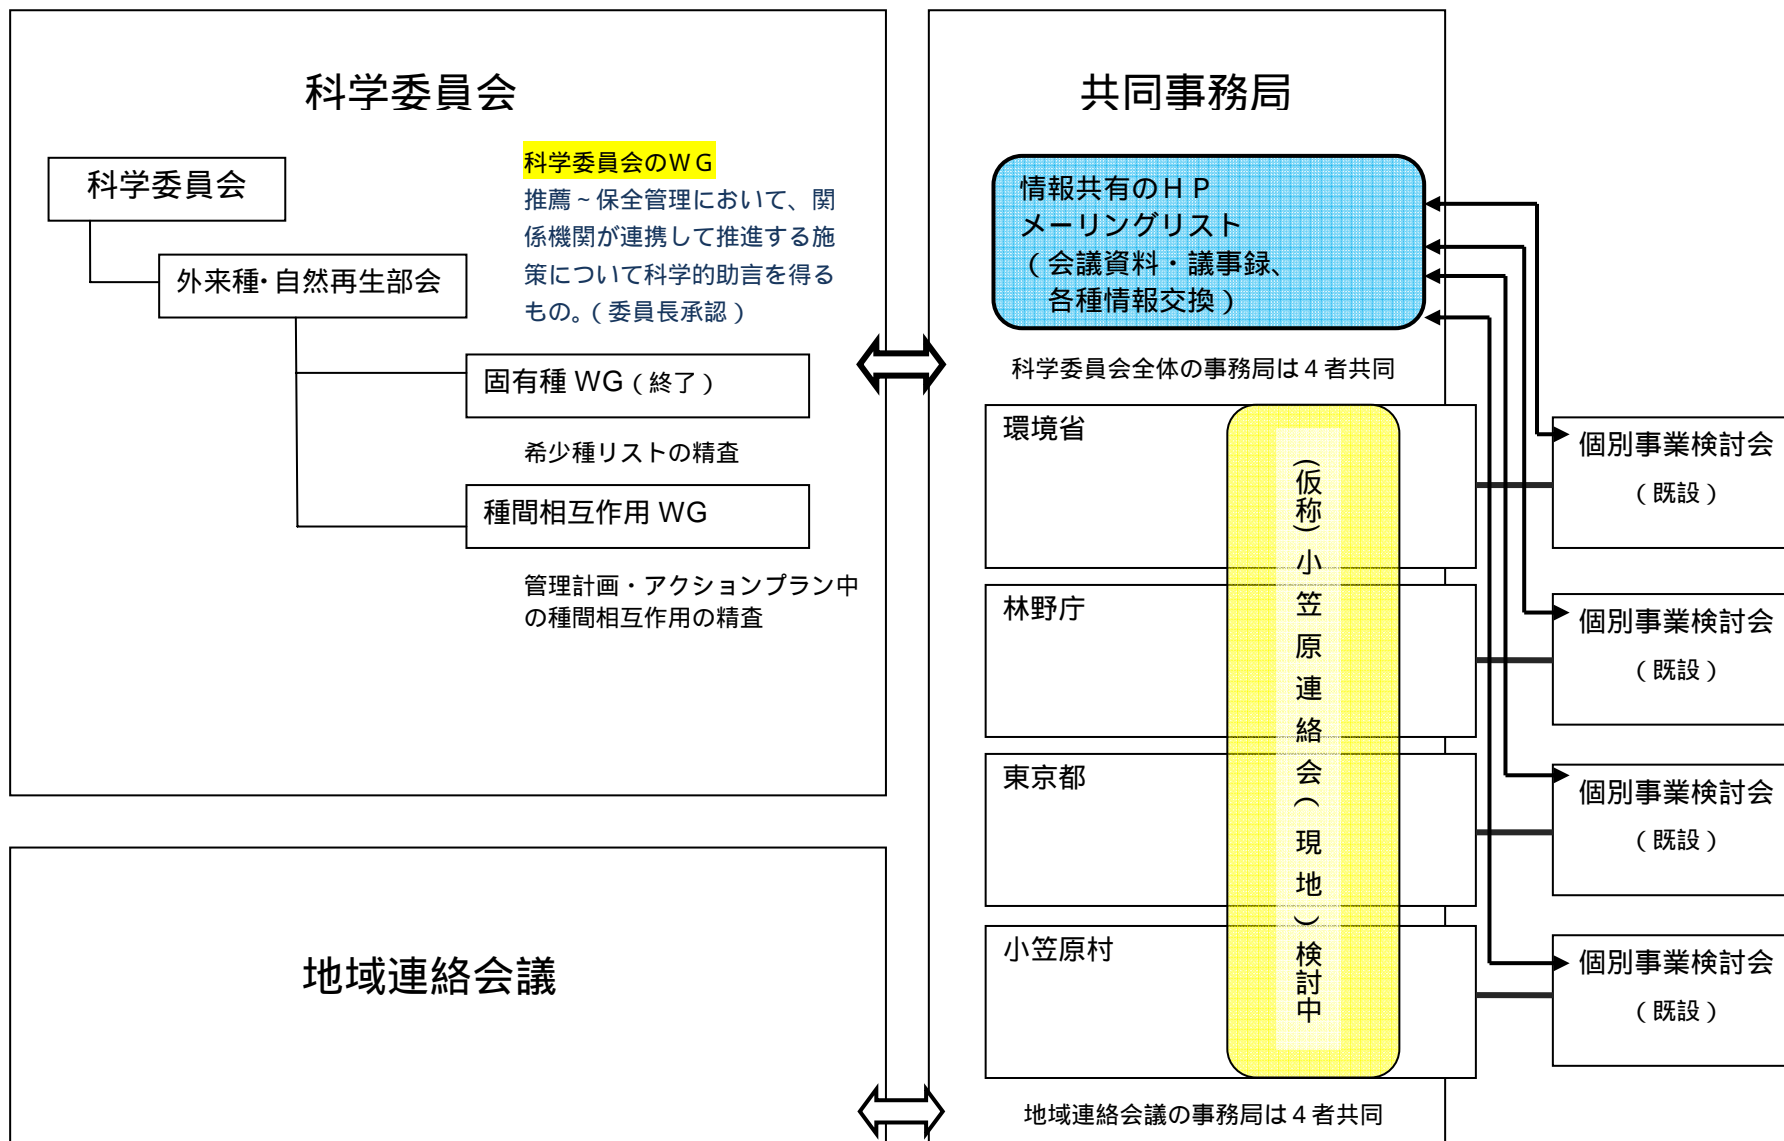 科学委員会
科学委員会
外来種・自然再生部会
科学委員会のWG
推薦～保全管理において、関
係機関が連携して推進する施
策について科学的助言を得る
もの。(委員長承認)
固有種 WG(終了)
希少種リストの精査
種間相互作用 WG
管理計画・アクションプラン中
の種間相互作用の精査
地域連絡会議
共同事務局
情報共有のHP
メーリングリスト
(会議資料・議事録、
各種情報交換)
科学委員会全体の事務局は4者共同
環境省
林野庁
東京都
小笠原村
(仮称)小笠原連絡会(現地)検討中
地域連絡会議の事務局は4者共同
個別事業検討会
(既設)
個別事業検討会
(既設)
個別事業検討会
(既設)
個別事業検討会
(既設)